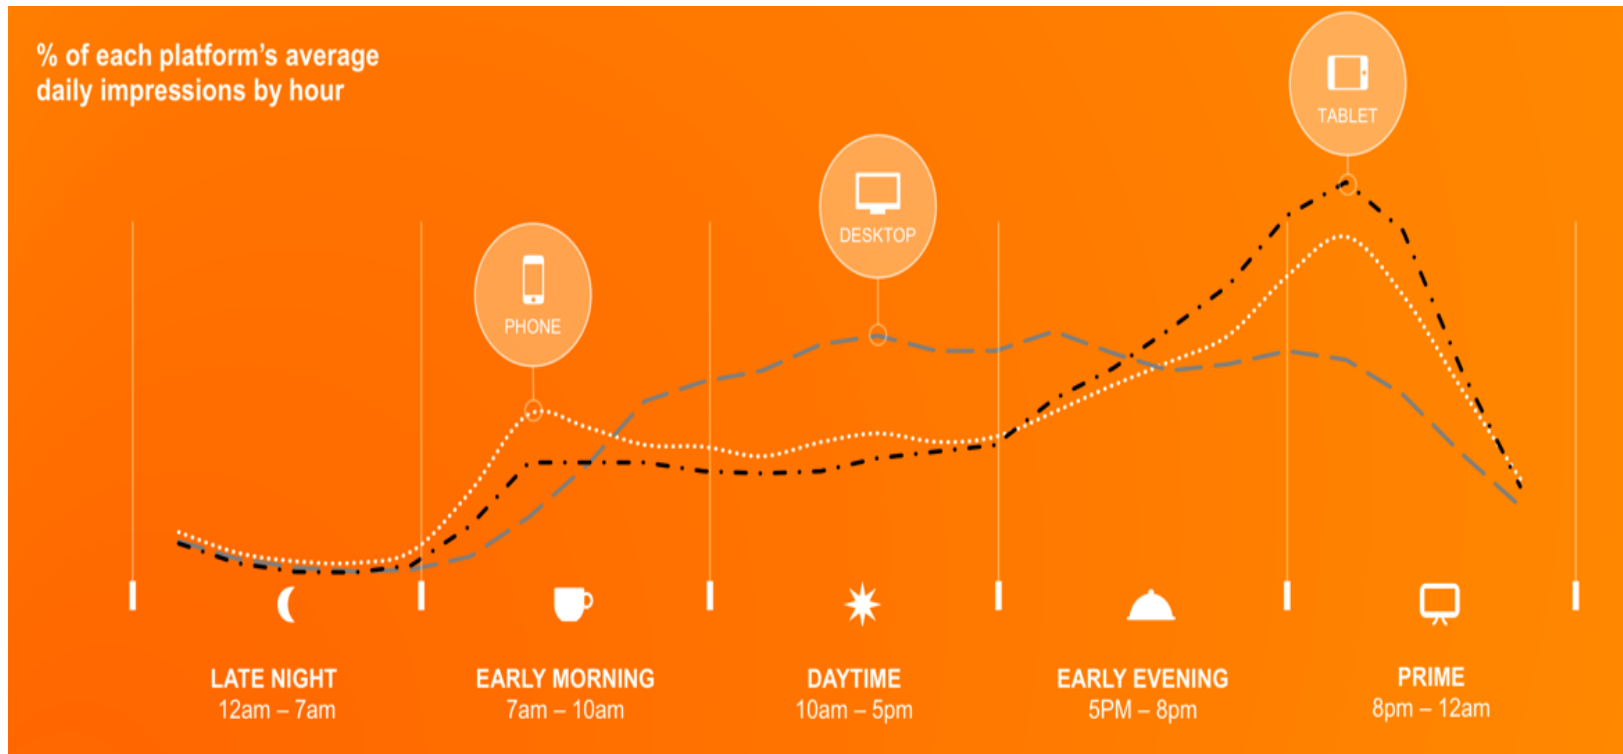 % of each platform's average
daily impressions by hour
TABLET
DESKTOP
PHONE
LATE NIGHT
12am – 7am
EARLY MORNING
7am – 10am
DAYTIME
10am – 5pm
EARLY EVENING
5PM – 8pm
PRIME
8pm – 12am